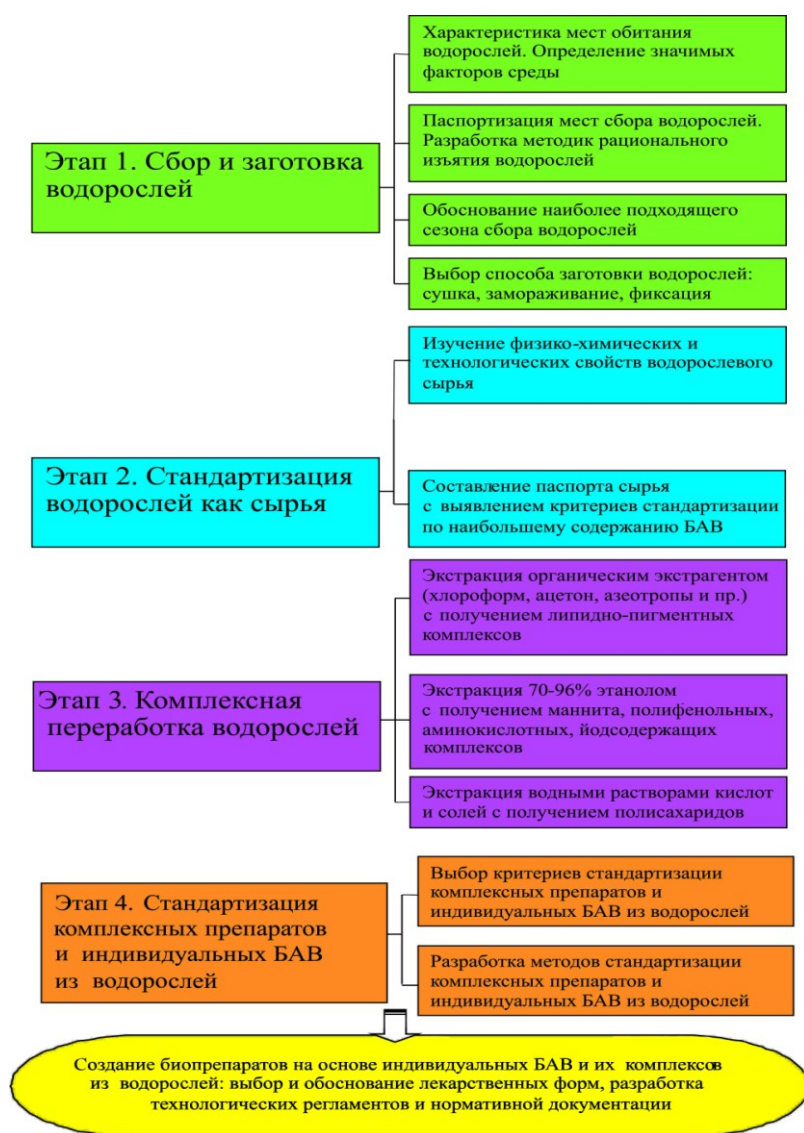 Характеристика мест обитания
водорослей. Определение значимых
факторов среды
Паспортизация мест сбора водорослей.
Разработка методик рационального
изъятия водорослей
Этап 1. Сбор и заготовка
водорослей
Обоснование наиболее подходящего
сезона сбора водорослей
Выбор способа заготовки водорослей:
сушка, замораживание, фиксация
Изучение физико-химических и
технологических свойств водорослевого
сырья
Этап 2. Стандартизация
водорослей как сырья
Составление паспорта сырья
с выявлением критериев стандартизации
по наибольшему содержанию БАВ
Экстракция органическим экстрагентом
(хлороформ, ацетон, азеотропы и пр.)
с получением липидно-пигментных
комплексов
Этап 3. Комплексная
переработка водорослей
Экстракция 70-96% этанолом
с получением маннита, полифенольных,
аминокислотных, йодсодержащих
комплексов
Экстракция водными растворами кислот
и солей с получением полисахаридов
Этап 4. Стандартизация
комплексных препаратов
и индивидуальных БАВ
из водорослей
Выбор критериев стандартизации
комплексных препаратов и
индивидуальных БАВ из водорослей
Разработка методов стандартизации
комплексных препаратов и
индивидуальных БАВ из водорослей
Создание биопрепаратов на основе индивидуальных БАВ и их комплексов
из водорослей: выбор и обоснование лекарственных форм, разработка
технологических регламентов и нормативной документации